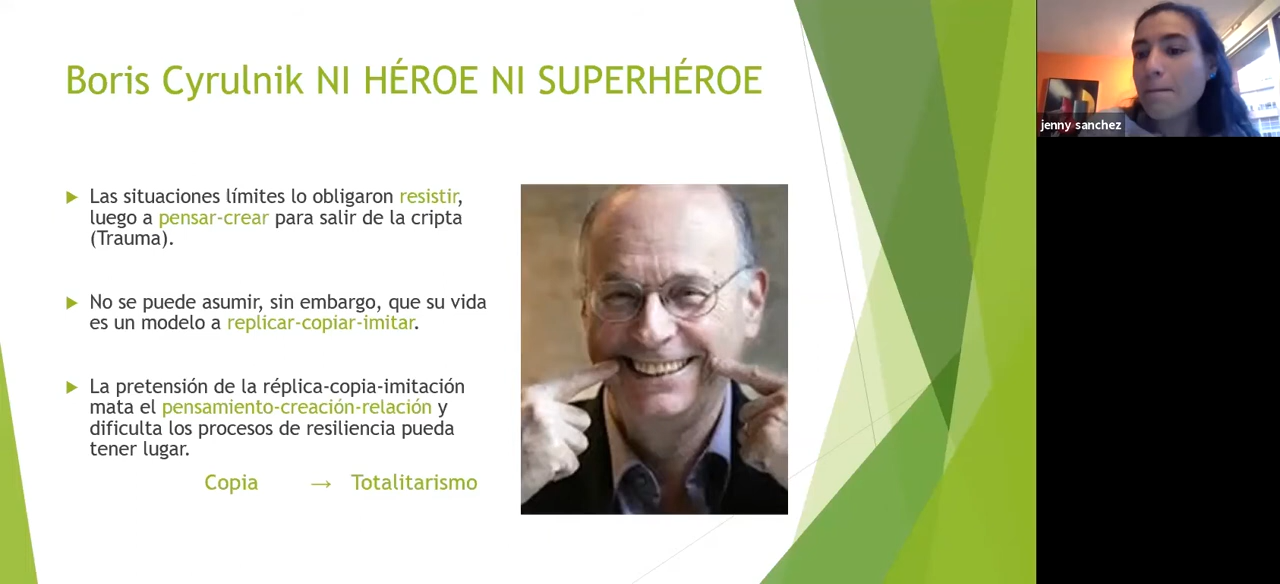 Boris Cyrulnik NI HÉROE NI SUPERHÉROE
Las situaciones límites lo obligaron resistir,
luego a pensar-crear para salir de la cripta
(Trauma).
No se puede asumir, sin embargo, que su vida
es un modelo a replicar-copiar-imitar.
La pretensión de la réplica-copia-imitación
mata el pensamiento-creación-relación y
dificulta los procesos de resiliencia pueda
tener lugar.
Copia → Totalitarismo
jenny sanchez